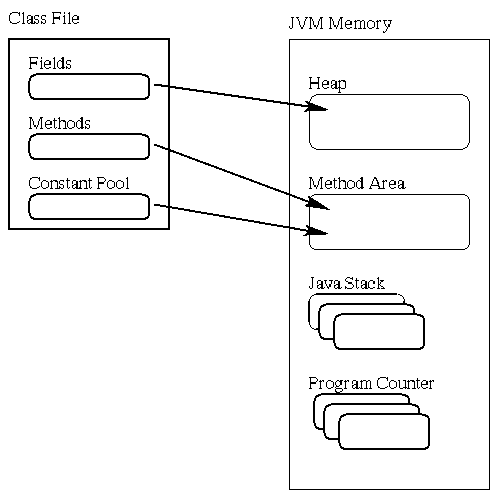 Class File
Fields
Methods
Constant Pool
JVM Memory
Heap
Method Area
Java Stack
Program Counter